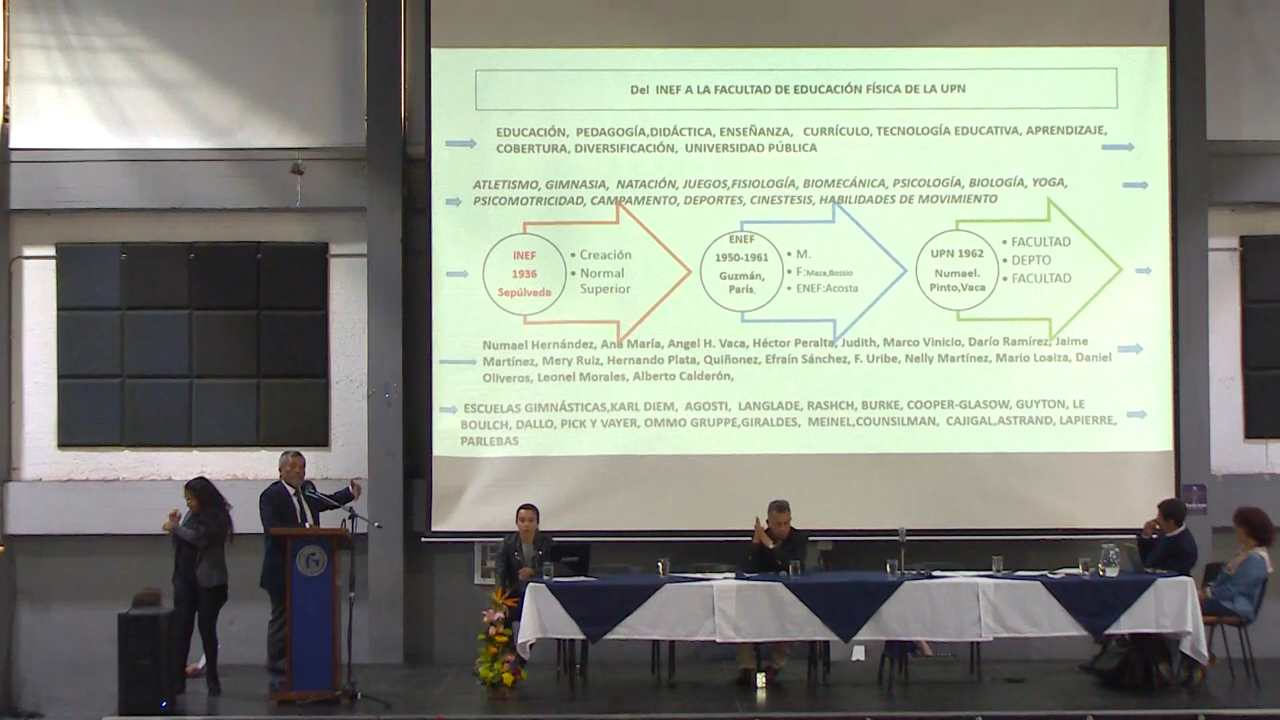 Del INEF A LA FACULTAD DE EDUCACIÓN FÍSICA DE LA UPN
EDUCACIÓN, PEDAGOGÍA,DIDÁCTICA, ENSEÑANZA, CURRÍCULO, TECNOLOGÍA EDUCATIVA, APRENDIZAJE,
COBERTURA, DIVERSIFICACIÓN, UNIVERSIDAD PÚBLICA
ATLETISMO, GIMNASIA, NATACIÓN, JUEGOS,FISIOLOGÍA, BIOMECÁNICA, PSICOLOGÍA, BIOLOGÍA, YOGA,
PSICOMOTRICIDAD, CAMPAMENTO, DEPORTES, CINESTESIS, HABILIDADES DE MOVIMIENTO
INEF
1936
Sepúlveda
• Creación
• Normal
Superior
ENEF
1950-1961
Guzmán,
París,
• M.
• F:Maza,Bossio
• ENEF:Acosta
UPN 1962
Numael.
Pinto,Vaca
• FACULTAD
• DEPTO
• FACULTAD
Numael Hernández, Ana María, Angel H. Vaca, Héctor Peralta, Judith, Marco Vinicio, Darío Ramírez, Jaime
Martínez, Mery Ruiz, Hernando Plata, Quiñonez, Efraín Sánchez, F. Uribe, Nelly Martínez, Mario Loaiza, Daniel
Oliveros, Leonel Morales, Alberto Calderón,
ESCUELAS GIMNÁSTICAS,KARL DIEM, AGOSTI, LANGLADE, RASHCH, BURKE, COOPER-GLASOW, GUYTON, LE
BOULCH, DALLO, PICK Y VAYER, OMMO GRUPPE,GIRALDES, MEINEL,COUNSILMAN, CAJIGAL,ASTRAND, LAPIERRE,
PARLEBAS